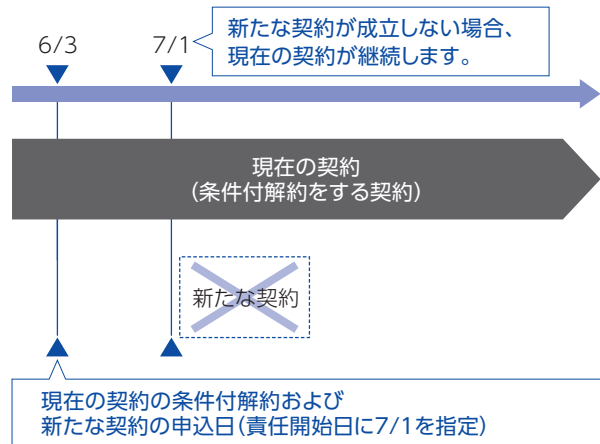 6/3
7/1
新たな契約が成立しない場合、
現在の契約が継続します。
現在の契約
(条件付解約をする契約)
新たな契約
現在の契約の条件付解約および
新たな契約の申込日(責任開始日に7/1を指定)